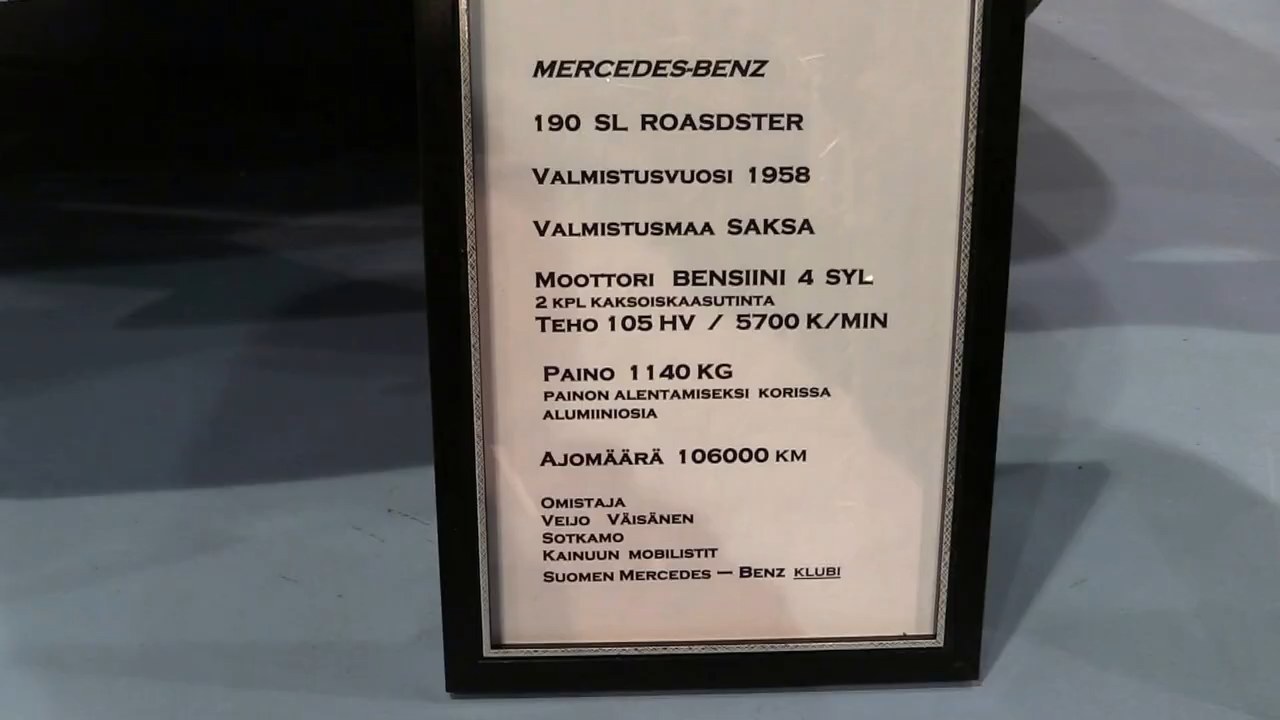 MERCEDES-BENZ
190 SL ROASDSTER
VALMISTUSVUOSI 1958
VALMISTUSMAA SAKSA
MOOTTORI BENSIINI 4 SYL
2 KPL KAKSOISKAASUTINTA
TEHO 105 HV / 5700 K/MIN
PAINO 1140 KG
PAINON ALENTAMISEKSI KORISSA
ALUMIINIOSIA
AJOMÄÄRÄ 106000 KM
OMISTAJA
VEIJO VÄISÄNEN
SOTKAMO
KAINUUN MOBILISTIT
SUOMEN MERCEDES — BENZ KLUBI